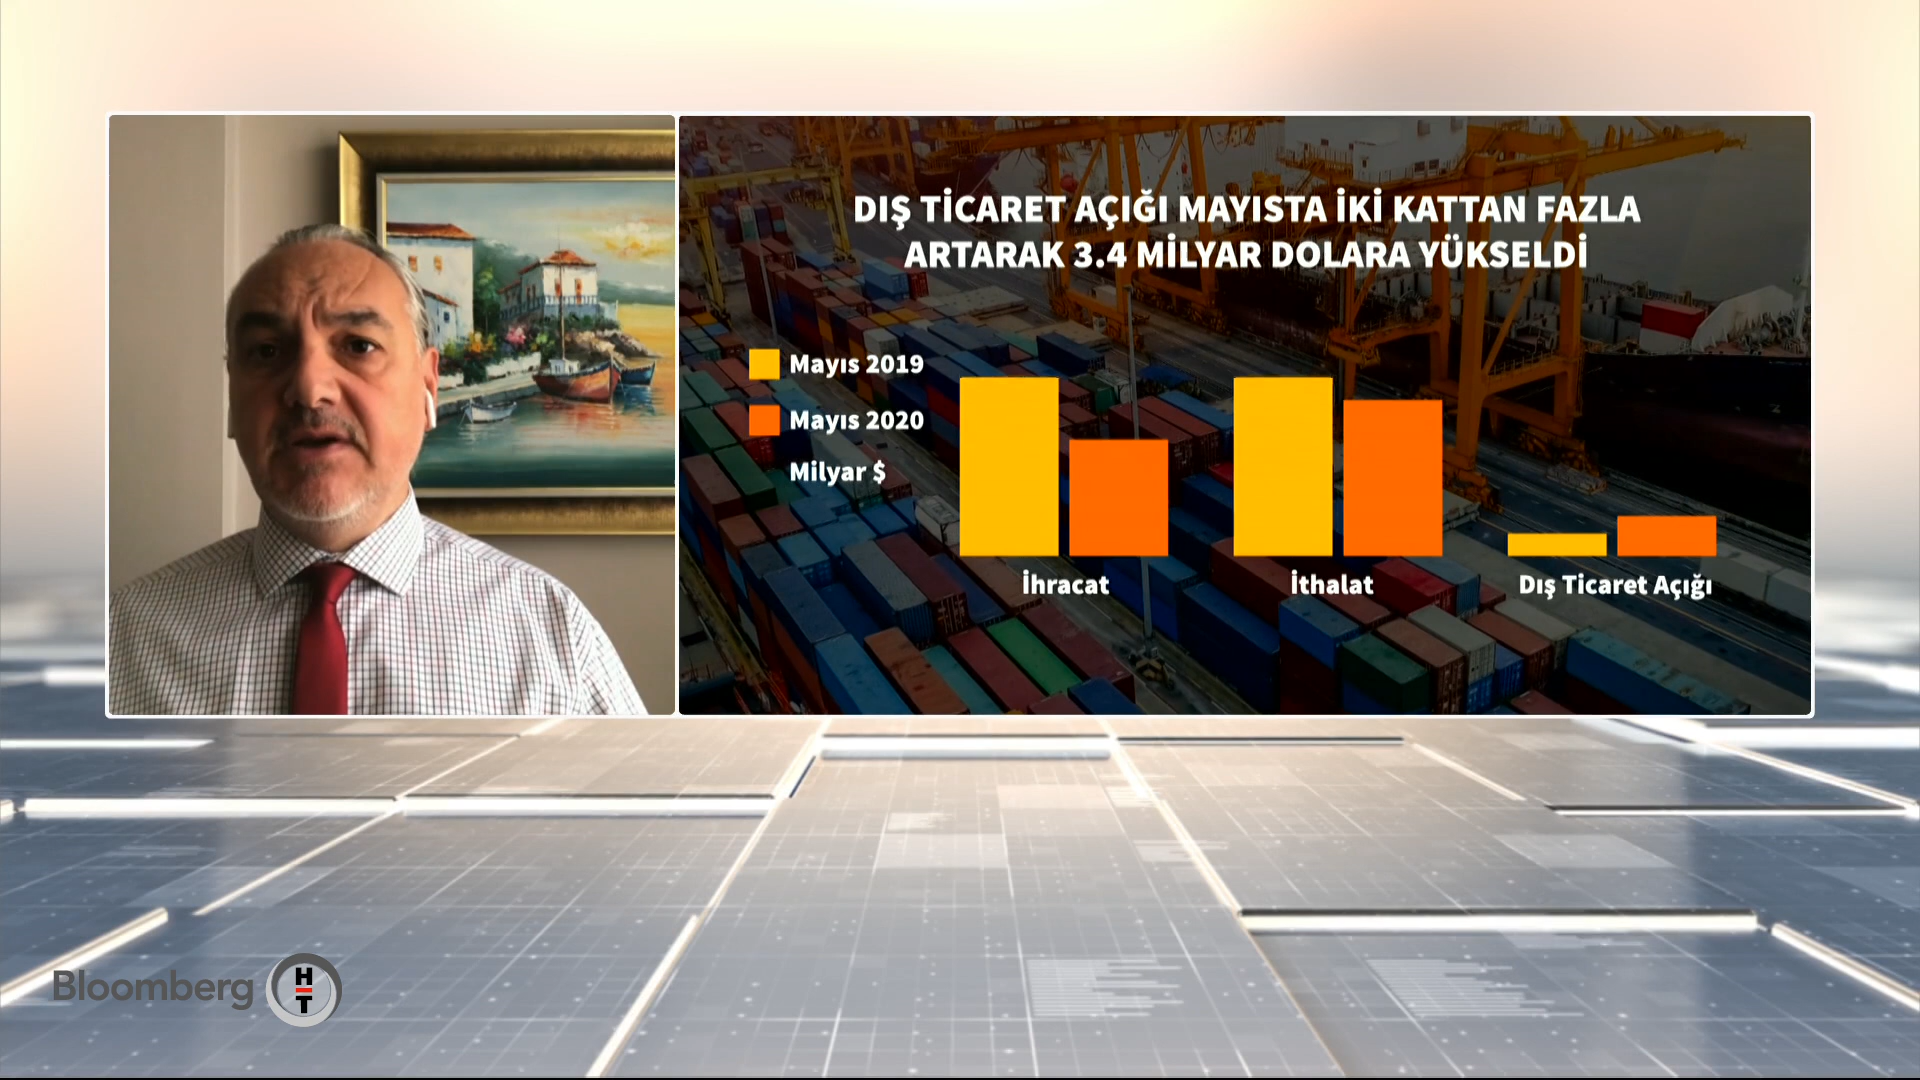 DIŞ TİCARET AÇIĞI MAYISTA İKİ KATTAN FAZLA
ARTARAK 3.4 MİLYAR DOLARA YÜKSELDİ
Mayıs 2019
Mayıs 2020
Milyar $
İhracat
İthalat
Dış Ticaret Açığı
Bloomberg HT